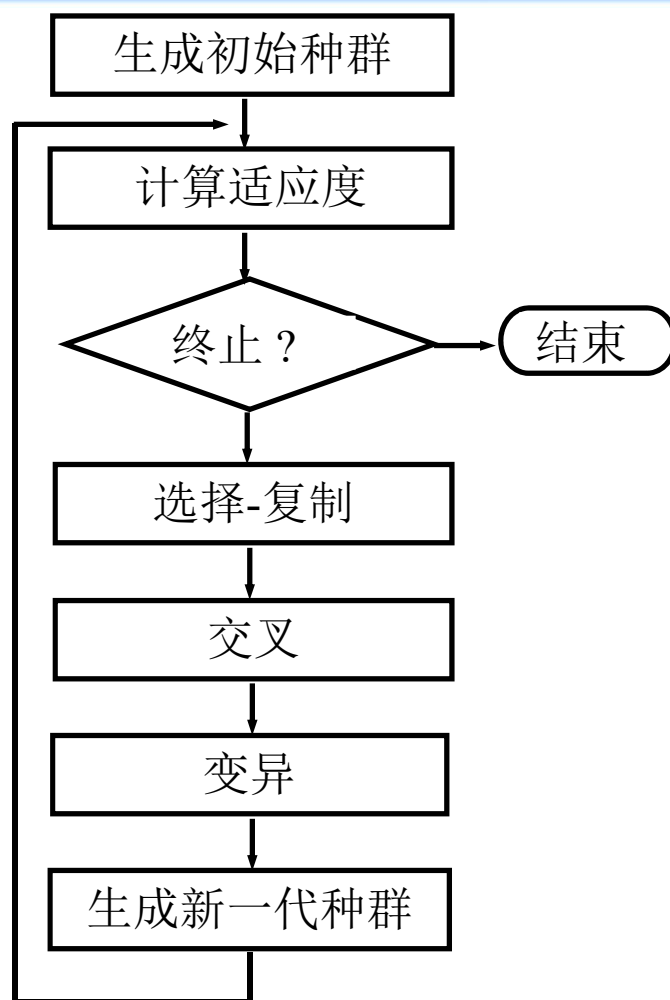 生成初始种群
计算适应度
终止?
结束
选择-复制
交叉
变异
生成新一代种群